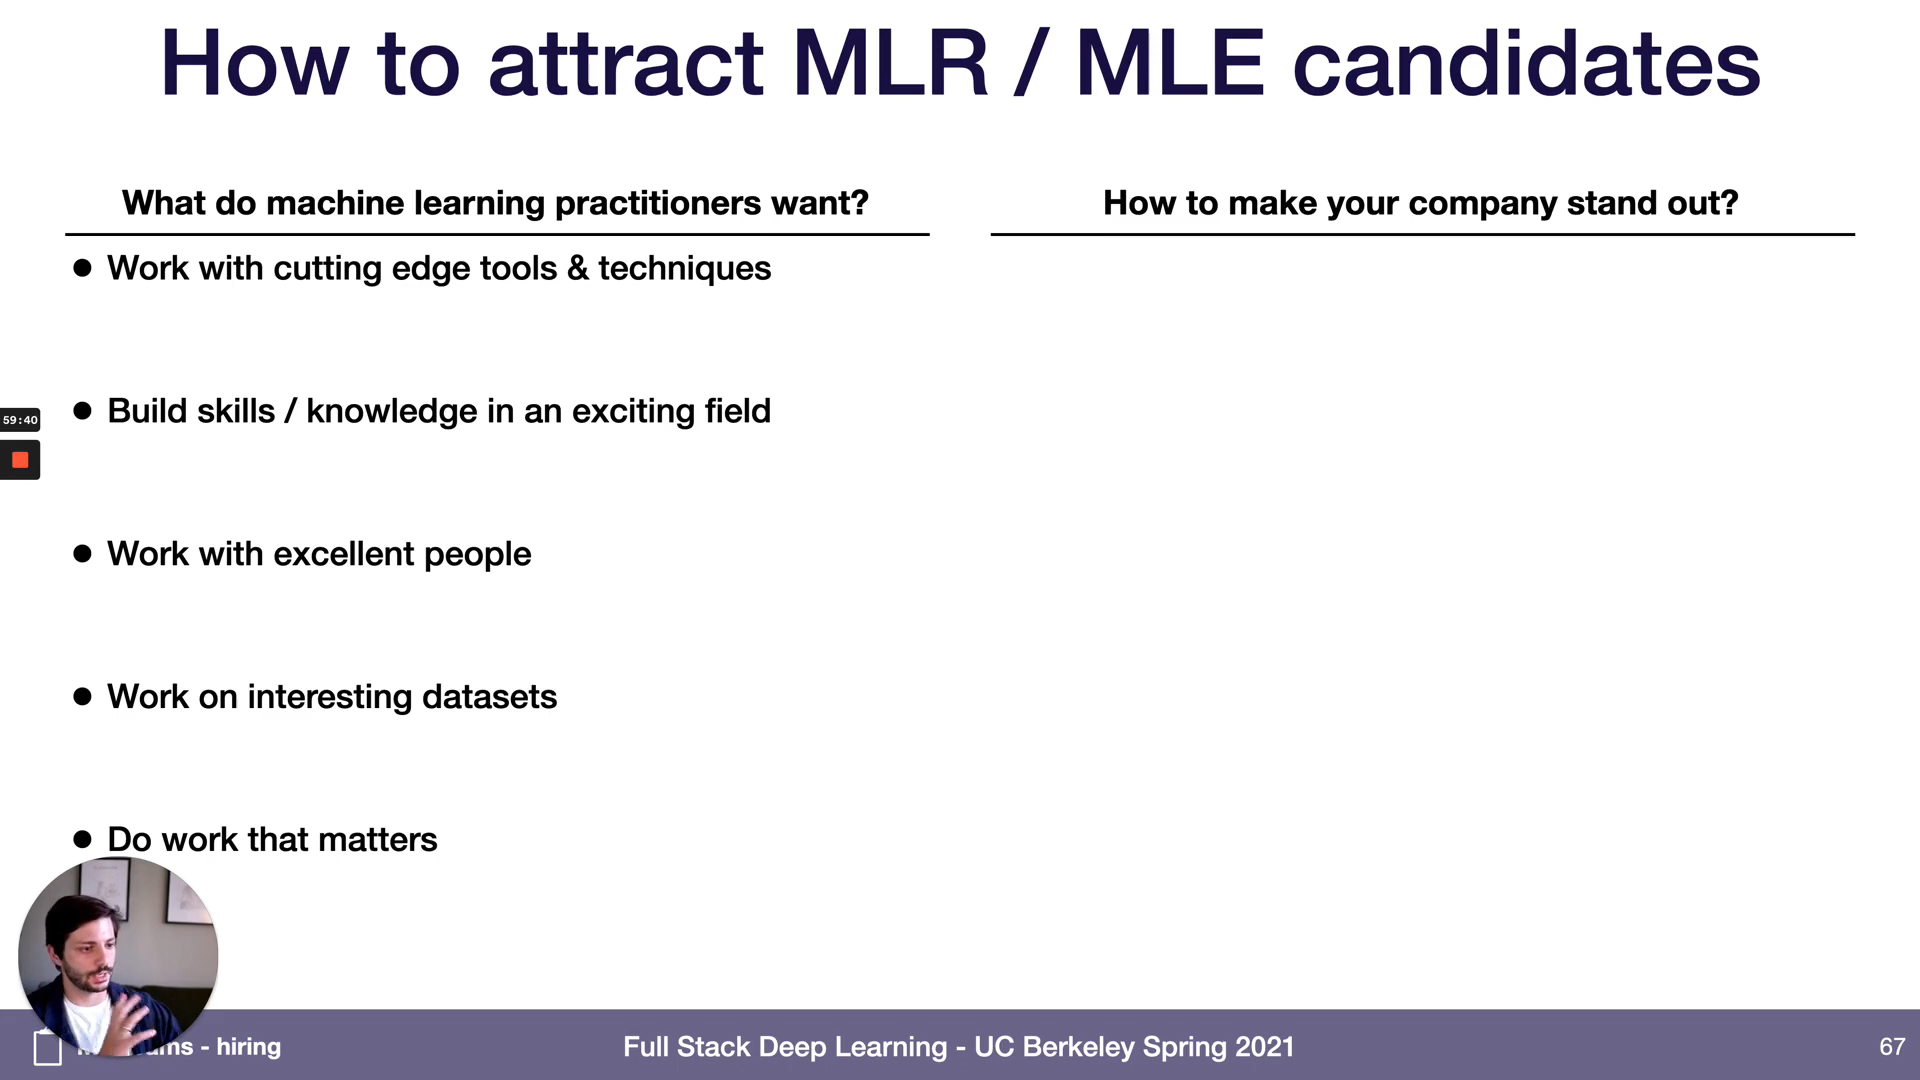 How to attract MLR / MLE candidates
What do machine learning practitioners want?
● Work with cutting edge tools & techniques
● Build skills / knowledge in an exciting field
● Work with excellent people
● Work on interesting datasets
● Do work that matters
How to make your company stand out?
59:40
- hiring
Full Stack Deep Learning - UC Berkeley Spring 2021
67